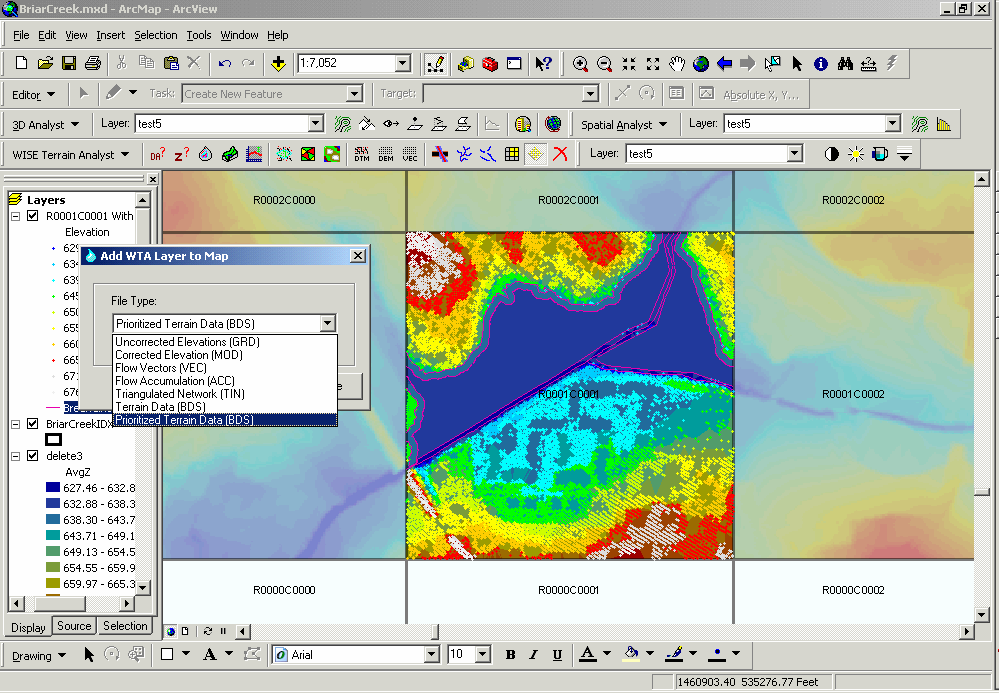 BriarCreek.mxd - ArcMap - ArcView
File Edit View Insert Selection Tools Window Help
1:7,052
Editor Task: Create New Feature Target: Absolute X, Y...
3D Analyst Layer: test5 Spatial Analyst Layer: test5
WISE Terrain Analyst DA? Z? DTM DEM VEC Layer: test5
Layers
R0001C0001 With
Elevation
629
634
639
645
650
655
660
665
671
676
BriarCreekIDX
delete3
AvgZ
627.46 - 632.8
632.88 - 638.3
638.30 - 643.7
643.71 - 649.1
649.13 - 654.5
654.55 - 659.9
659.97 - 665.3
Display Source Selection
Add WTA Layer to Map
File Type:
Prioritized Terrain Data (BDS)
Uncorrected Elevations (GRD)
Corrected Elevation (MOD)
Flow Vectors (VEC)
Flow Accumulation (ACC)
Triangulated Network (TIN)
Terrain Data (BDS)
Prioritized Terrain Data (BDS)
R0002C0000 R0002C0001 R0002C0002
R0001C0001 R0001C0002
R0000C0000 R0000C0001 R0000C0002
Drawing A Arial 10 B I U A
1460903.40 535276.77 Feet